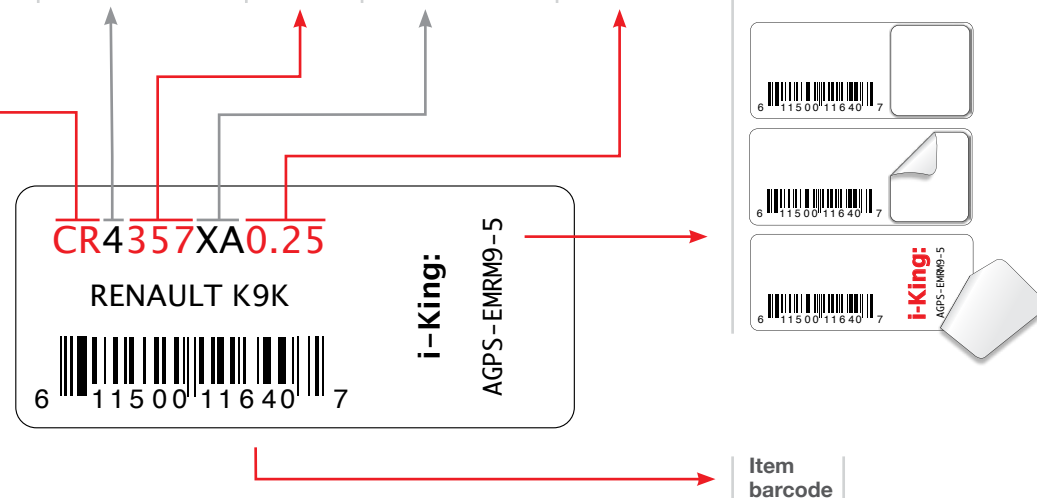 CR4357XA0.25
RENAULT K9K
6 11500 11640 7
i-King:
AGPS-EMRM9-5
6 11500 11640 7
6 11500 11640 7
6 11500 11640 7
i-King:
AGPS-EMRM9-5
Item
barcode